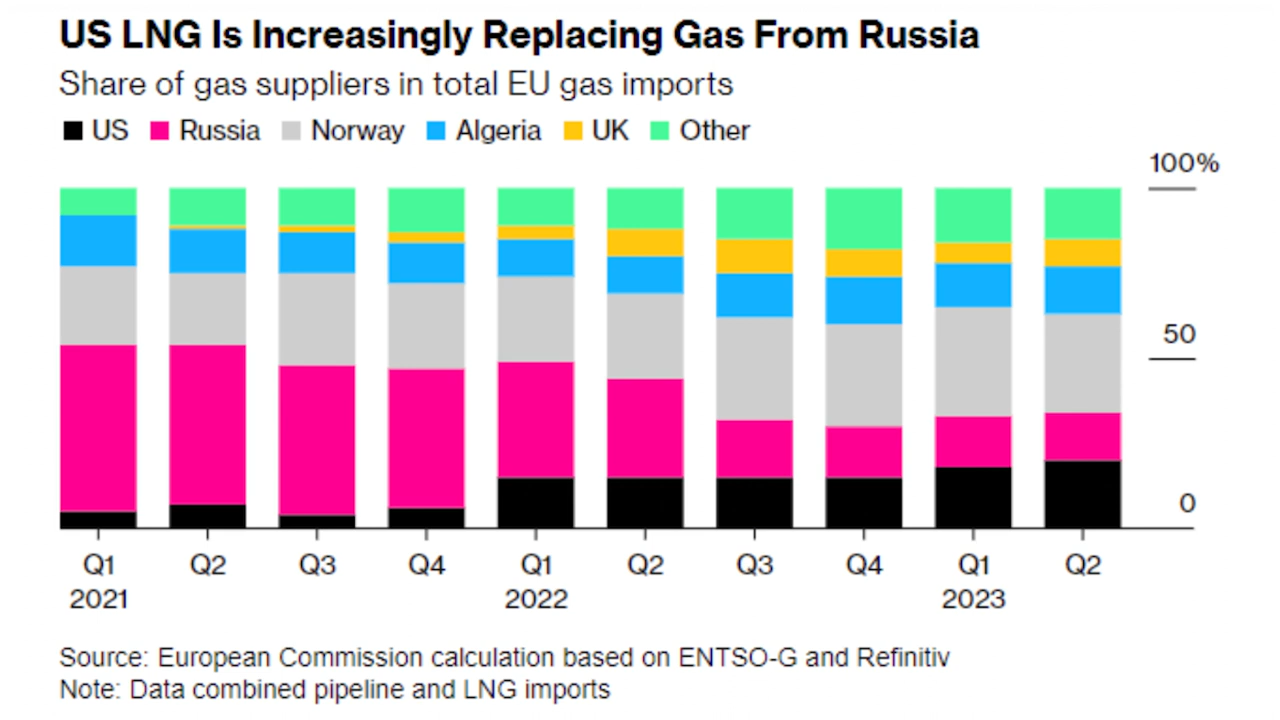 US LNG Is Increasingly Replacing Gas From Russia
Share of gas suppliers in total EU gas imports
US Russia Norway Algeria UK Other
100%
50
0
Q1 Q2 Q3 Q4 Q1 Q2 Q3 Q4 Q1 Q2
2021 2022 2023
Source: European Commission calculation based on ENTSO-G and Refinitiv
Note: Data combined pipeline and LNG imports